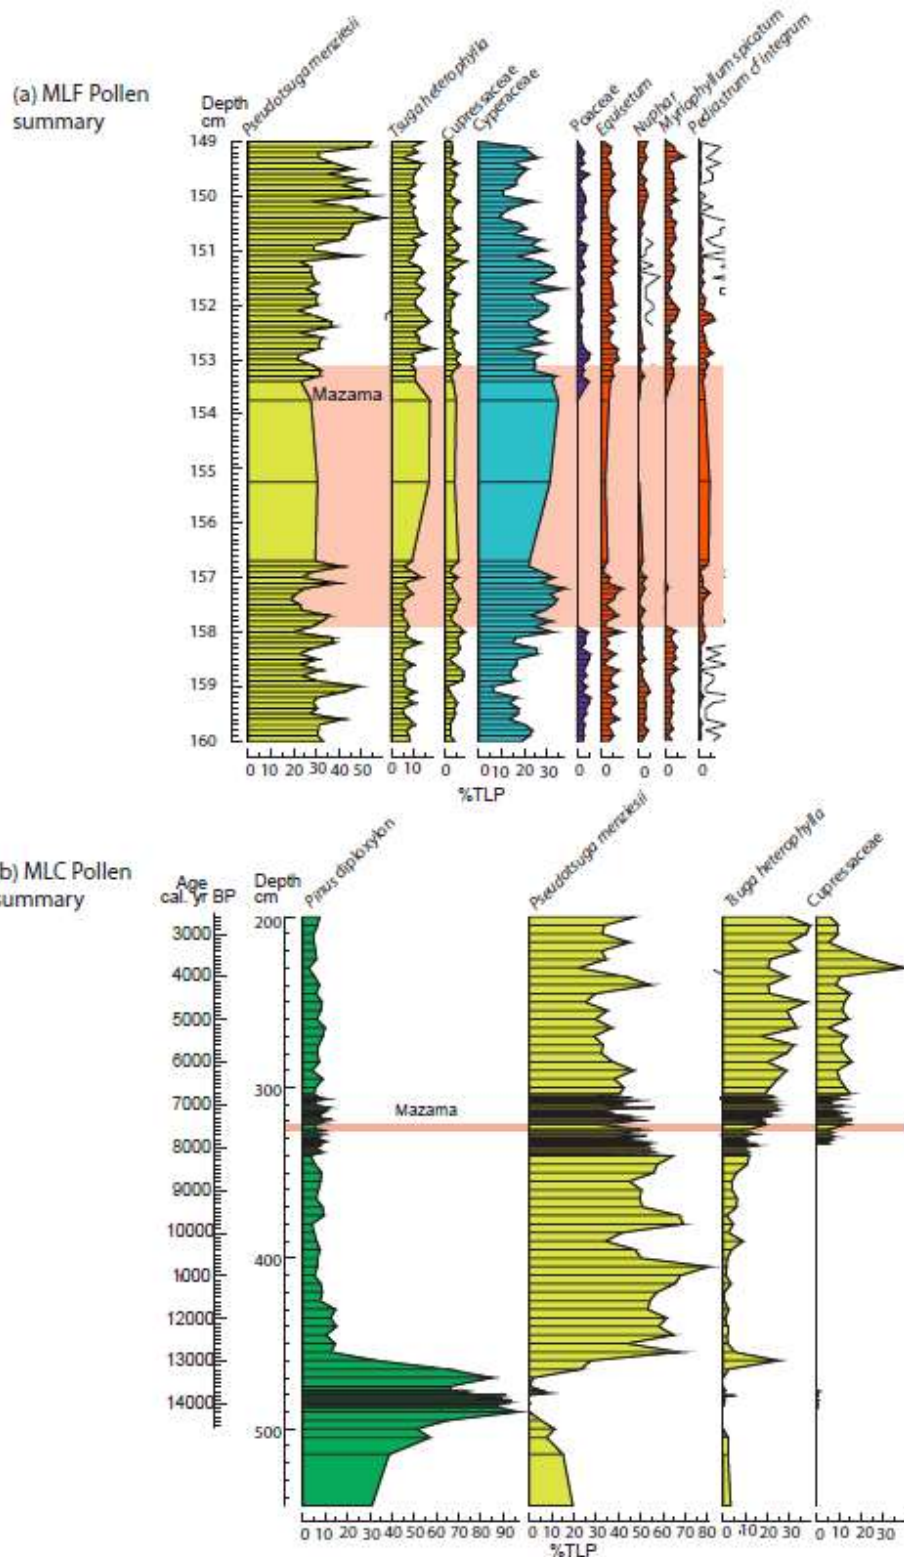 (a) MLF Pollen
summary
Depth
cm
Pseudotsuga menziesii
Tsuga heterophylla
Cupressaceae
Cyperaceae
Poaceae
Equisetum
Nuphar
Myriophyllum spicatum
Pediastrum cf integrum
149
150
151
152
153
Mazama
154
155
156
157
158
159
160
0 10 20 30 40 50 0 10 0 0 10 20 30 0 0 0 0 0
%TLP
b) MLC Pollen
summary
Age
cal. yr BP
Depth
cm
Pinus diploxylon
Pseudotsuga menziesii
Tsuga heterophylla
Cupressaceae
200
3000
4000
5000
6000
300
7000
Mazama
8000
9000
10000
400
1000
12000
13000
14000
500
0 10 20 30 40 50 60 70 80 90 0 10 20 30 40 50 60 70 80 0 10 20 30 0 10 20 30
%TLP